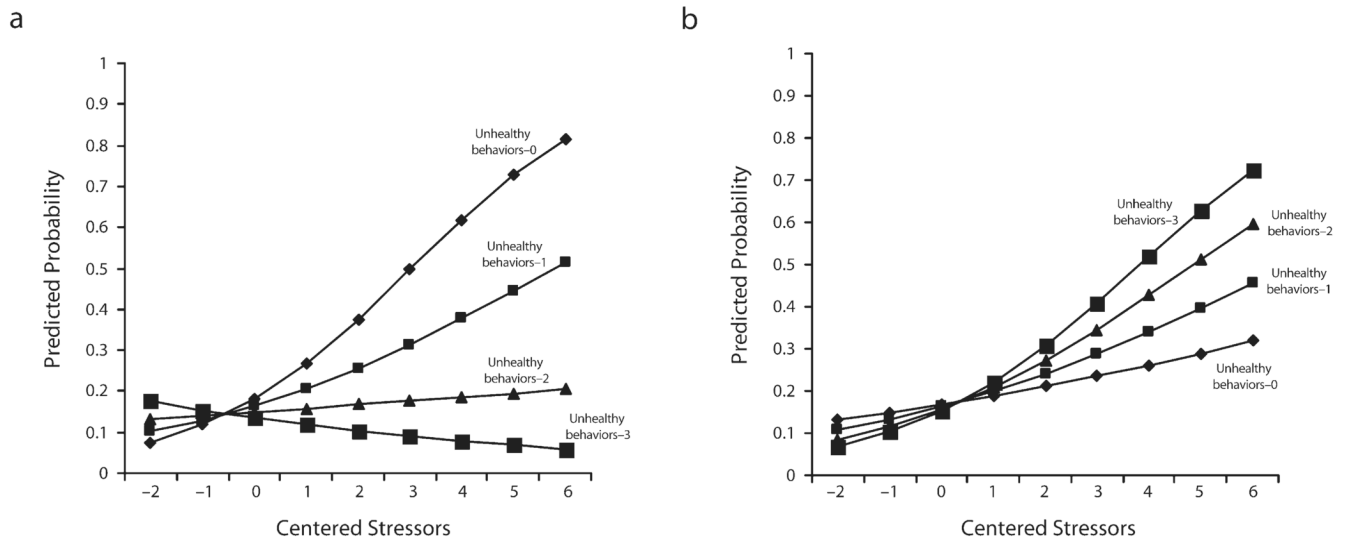 a
1
0.9
0.8
0.7
0.6
0.5
0.4
0.3
0.2
0.1
0
Predicted Probability
Unhealthy
behaviors–0
Unhealthy
behaviors–1
Unhealthy
behaviors–2
Unhealthy
behaviors–3
–2 –1 0 1 2 3 4 5 6
Centered Stressors
b
1
0.9
0.8
0.7
0.6
0.5
0.4
0.3
0.2
0.1
0
Predicted Probability
Unhealthy
behaviors–3
Unhealthy
behaviors–2
Unhealthy
behaviors–1
Unhealthy
behaviors–0
–2 –1 0 1 2 3 4 5 6
Centered Stressors